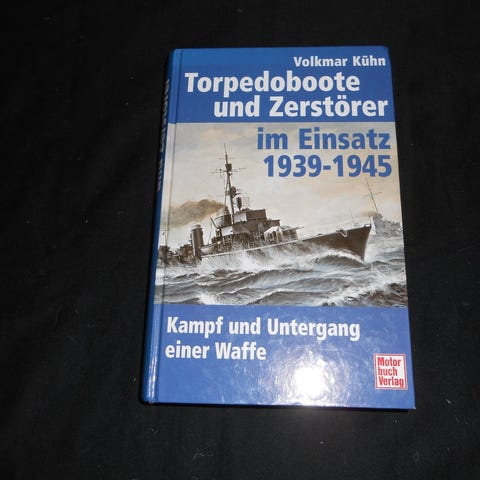 Volkmar Kühn
Torpedoboote
und Zerstörer
im Einsatz
1939-1945
Kampf und Untergang
einer Waffe
Motor
buch
Verlag